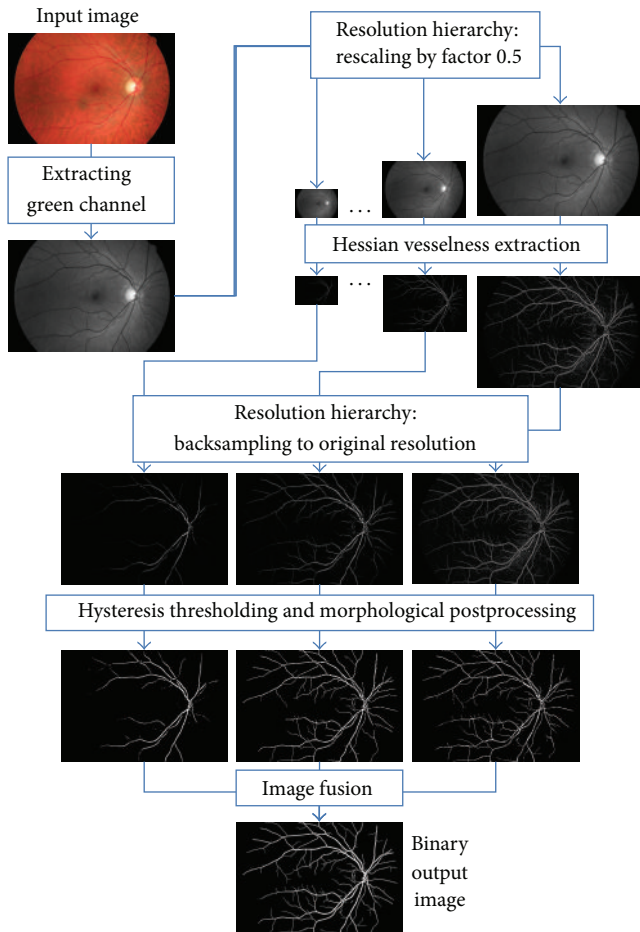 Input image
Resolution hierarchy:
rescaling by factor 0.5
Extracting
green channel
...
Hessian vesselness extraction
...
Resolution hierarchy:
backsampling to original resolution
Hysteresis thresholding and morphological postprocessing
Image fusion
Binary
output
image